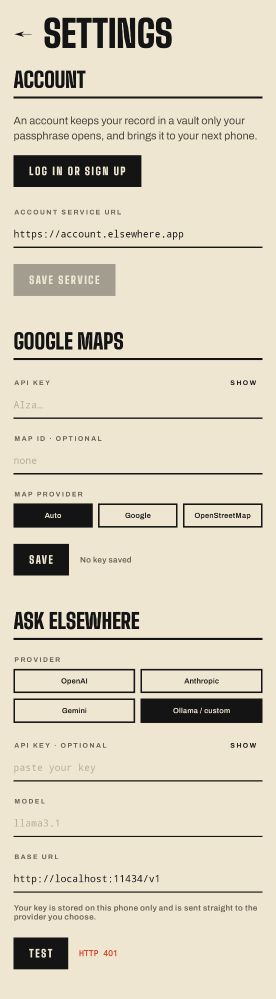 ← SETTINGS
ACCOUNT
An account keeps your record in a vault only your
passphrase opens, and brings it to your next phone.
LOG IN OR SIGN UP
ACCOUNT SERVICE URL
https://account.elsewhere.app
SAVE SERVICE
GOOGLE MAPS
API KEY SHOW
AIza…
MAP ID · OPTIONAL
none
MAP PROVIDER
Auto Google OpenStreetMap
SAVE No key saved
ASK ELSEWHERE
PROVIDER
OpenAI Anthropic
Gemini Ollama / custom
API KEY · OPTIONAL SHOW
paste your key
MODEL
llama3.1
BASE URL
http://localhost:11434/v1
Your key is stored on this phone only and is sent straight to the
provider you choose.
TEST HTTP 401